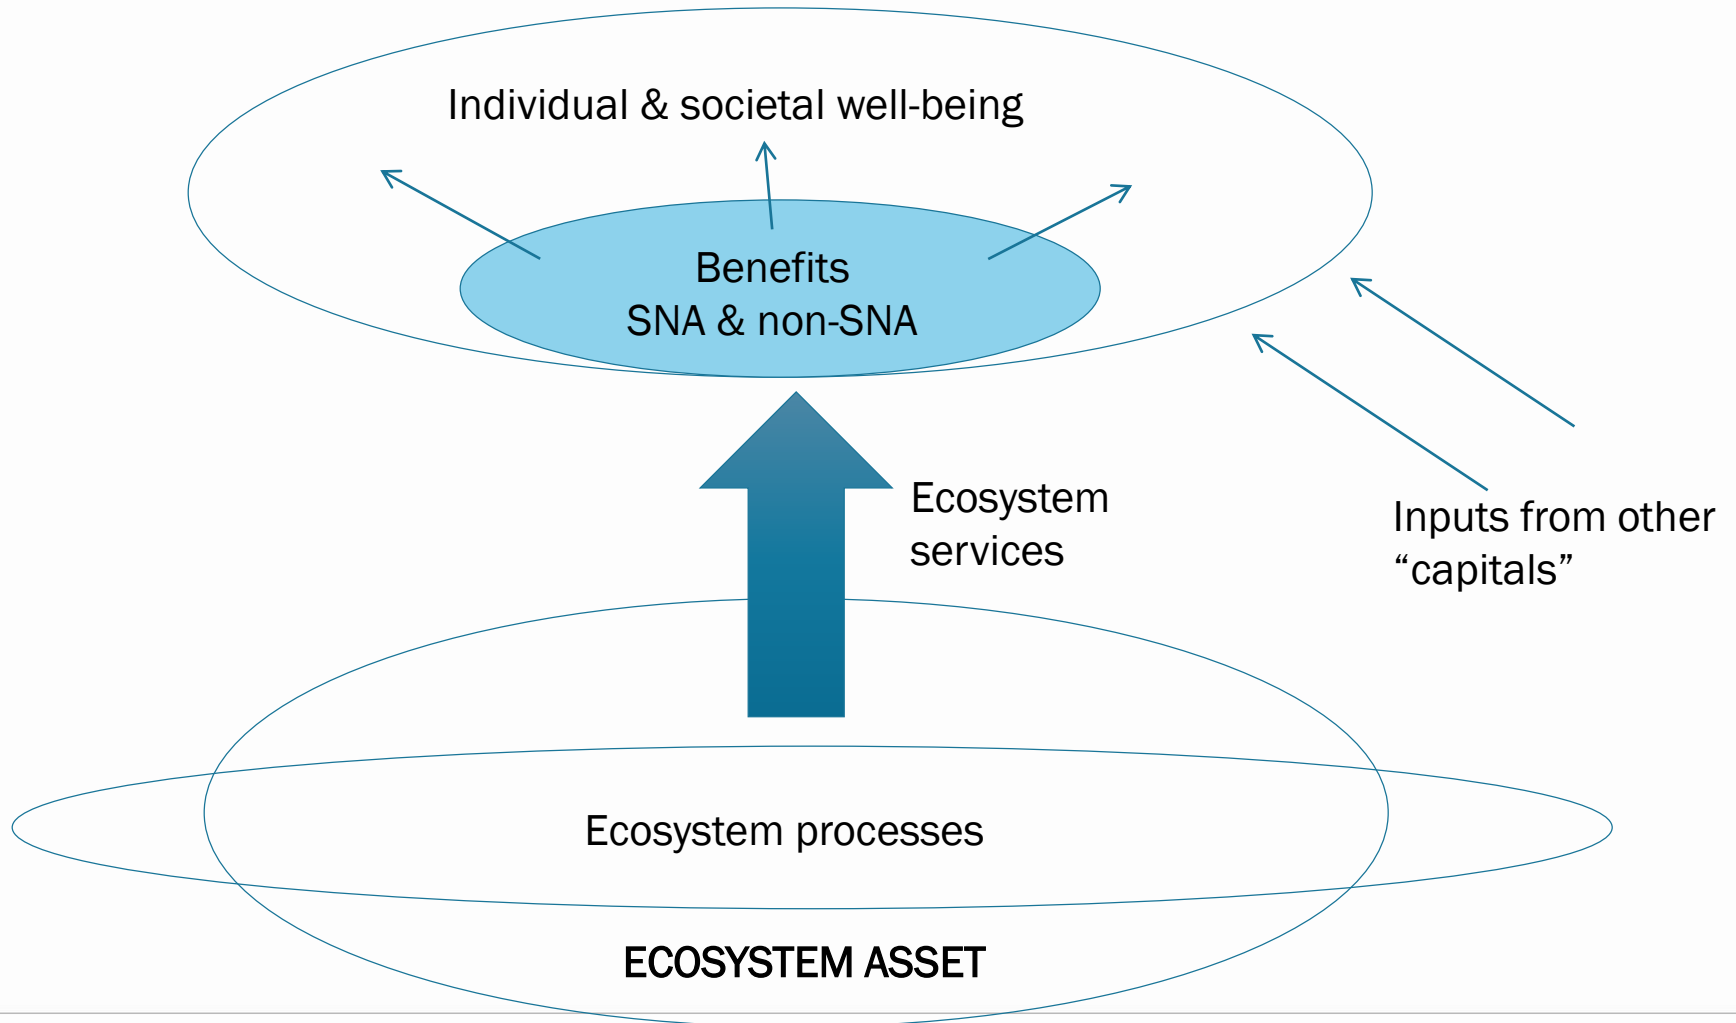 Individual & societal well-being
Benefits
SNA & non-SNA
Ecosystem
services
Inputs from other
“capitals”
Ecosystem processes
ECOSYSTEM ASSET